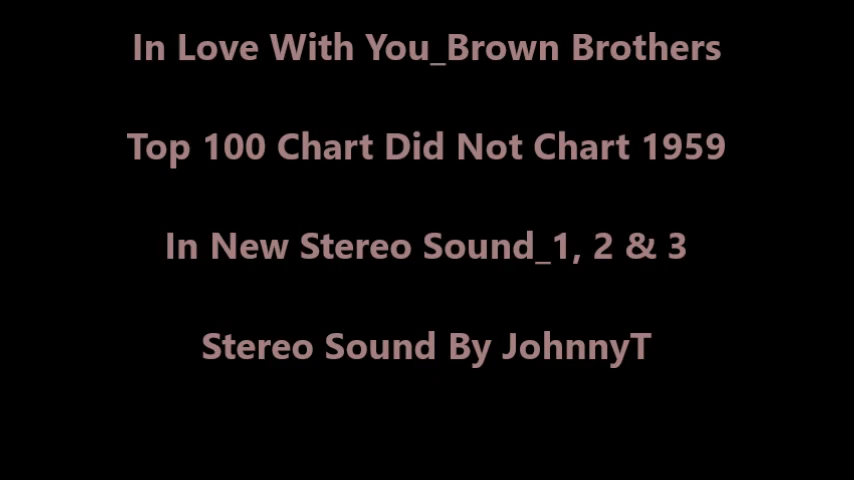 In Love With You_Brown Brothers
Top 100 Chart Did Not Chart 1959
In New Stereo Sound_1, 2 & 3
Stereo Sound By JohnnyT